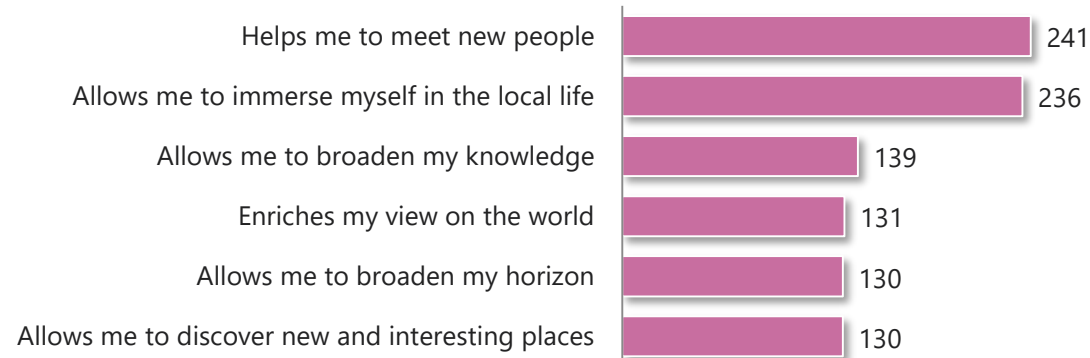 Helps me to meet new people 241
Allows me to immerse myself in the local life 236
Allows me to broaden my knowledge 139
Enriches my view on the world 131
Allows me to broaden my horizon 130
Allows me to discover new and interesting places 130